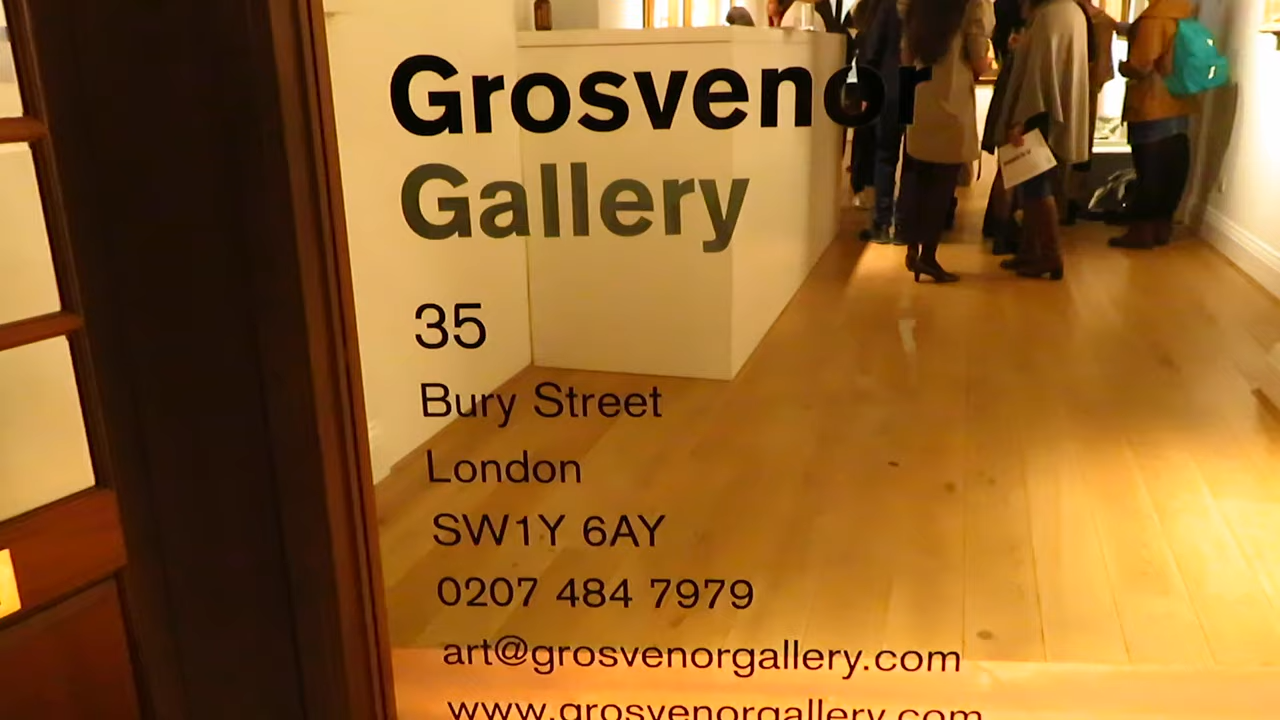 Grosvenor
Gallery
35
Bury Street
London
SW1Y 6AY
0207 484 7979
art@grosvenorgallery.com
www.grosvenorgallery.com